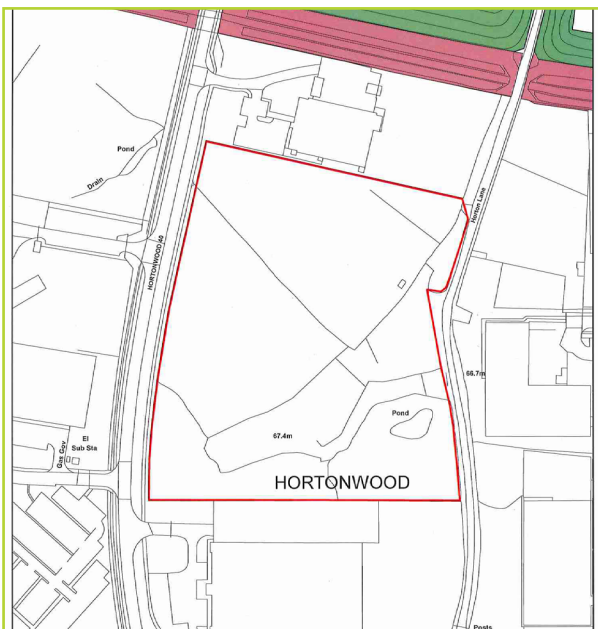 Pond
Drain
Horton Lane
HORTONWOOD 40
66.7m
Pond
67.4m
El
Sub Sta
Gas Gov
HORTONWOOD
Posts